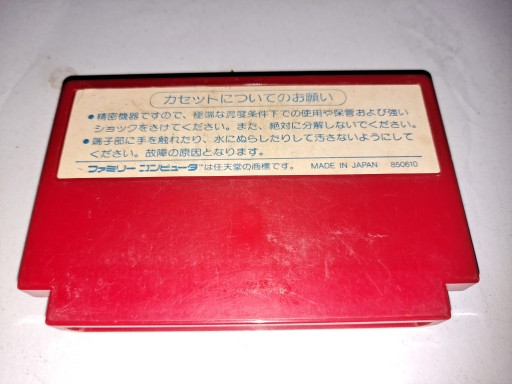 カセットについてのお願い
●精密機器ですので、極端な温度条件下での使用や保管および強い
ショックをさけてください。また、絶対に分解しないでください。
●端子部に手を触れたり、水にぬらしたりして汚さないようにして
ください。故障の原因となります。
ファミリーコンピュータ™は任天堂の商標です。 MADE IN JAPAN 850610